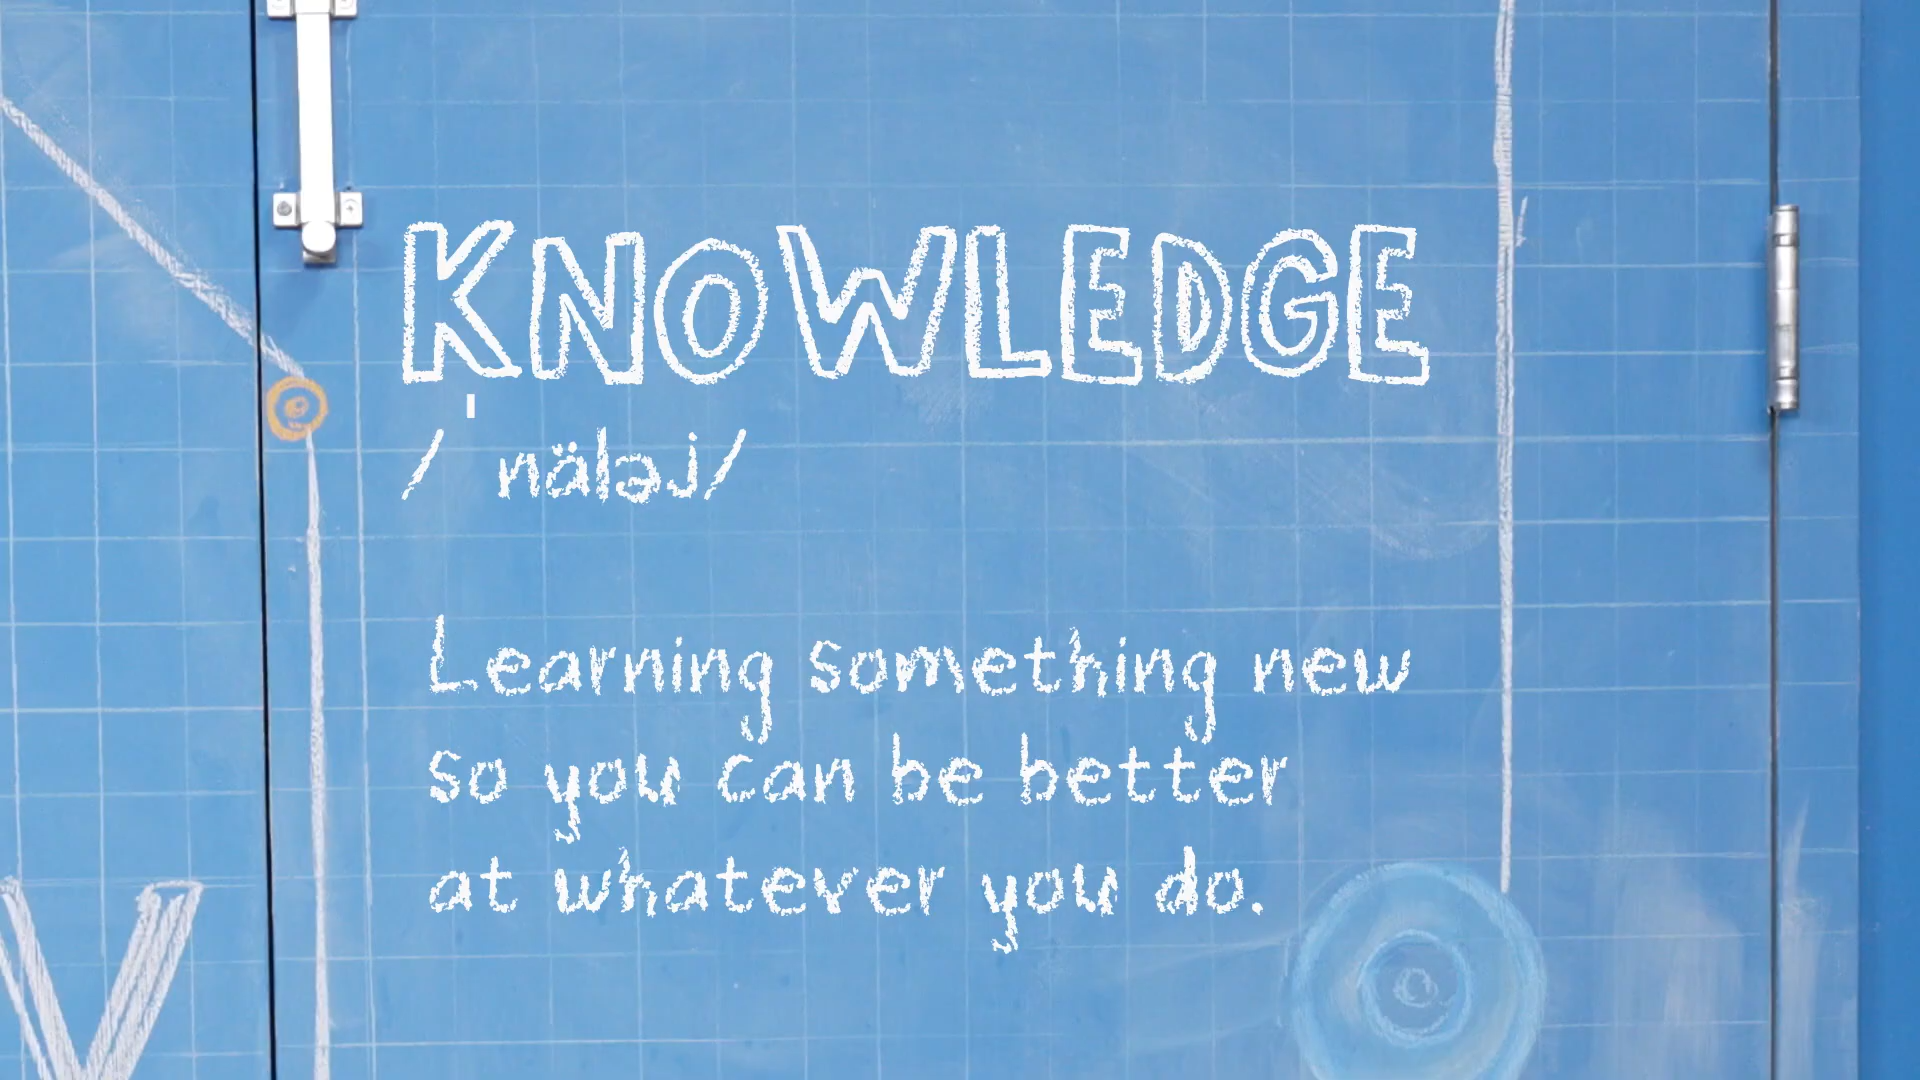 KNOWLEDGE
/ˈnäləj/
Learning something new
so you can be better
at whatever you do.